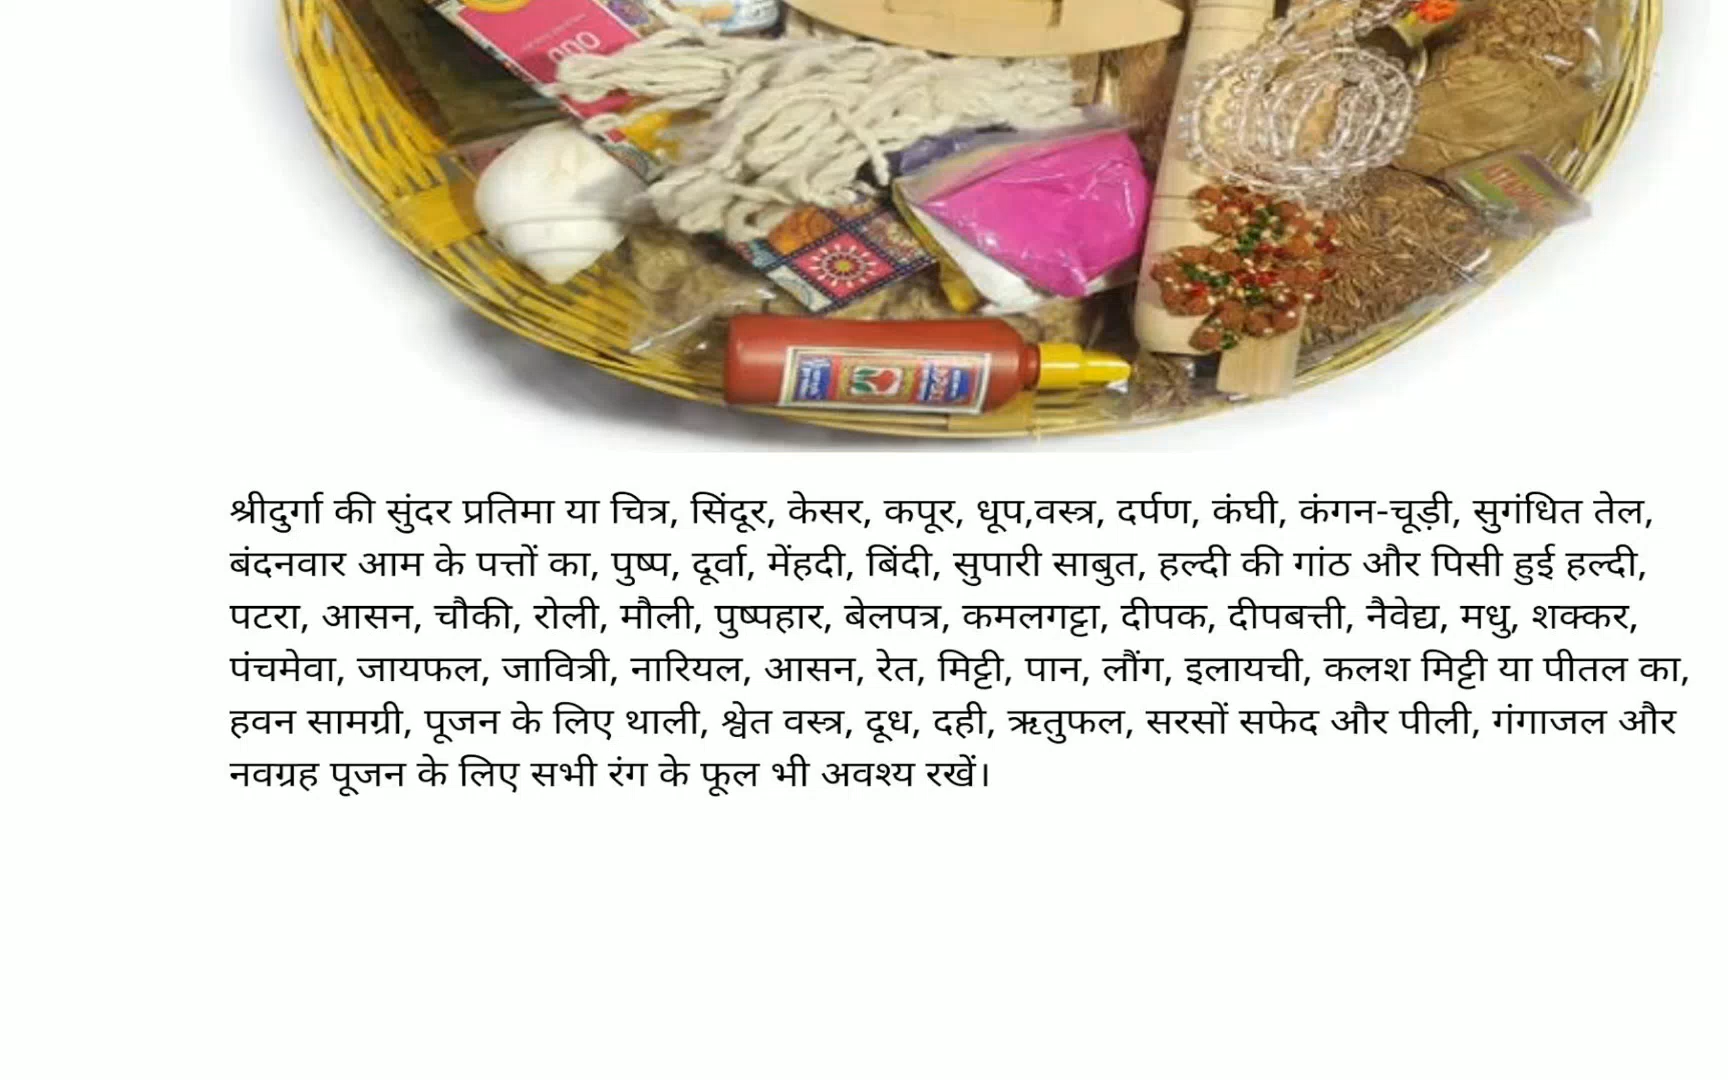 000
श्रीदुर्गा की सुंदर प्रतिमा या चित्र, सिंदूर, केसर, कपूर, धूप,वस्त्र, दर्पण, कंघी, कंगन-चूड़ी, सुगंधित तेल,
बंदनवार आम के पत्तों का, पुष्प, दूर्वा, मेंहदी, बिंदी, सुपारी साबुत, हल्दी की गांठ और पिसी हुई हल्दी,
पटरा, आसन, चौकी, रोली, मौली, पुष्पहार, बेलपत्र, कमलगट्टा, दीपक, दीपबत्ती, नैवेद्य, मधु, शक्कर,
पंचमेवा, जायफल, जावित्री, नारियल, आसन, रेत, मिट्टी, पान, लौंग, इलायची, कलश मिट्टी या पीतल का,
हवन सामग्री, पूजन के लिए थाली, श्वेत वस्त्र, दूध, दही, ऋतुफल, सरसों सफेद और पीली, गंगाजल और
नवग्रह पूजन के लिए सभी रंग के फूल भी अवश्य रखें।